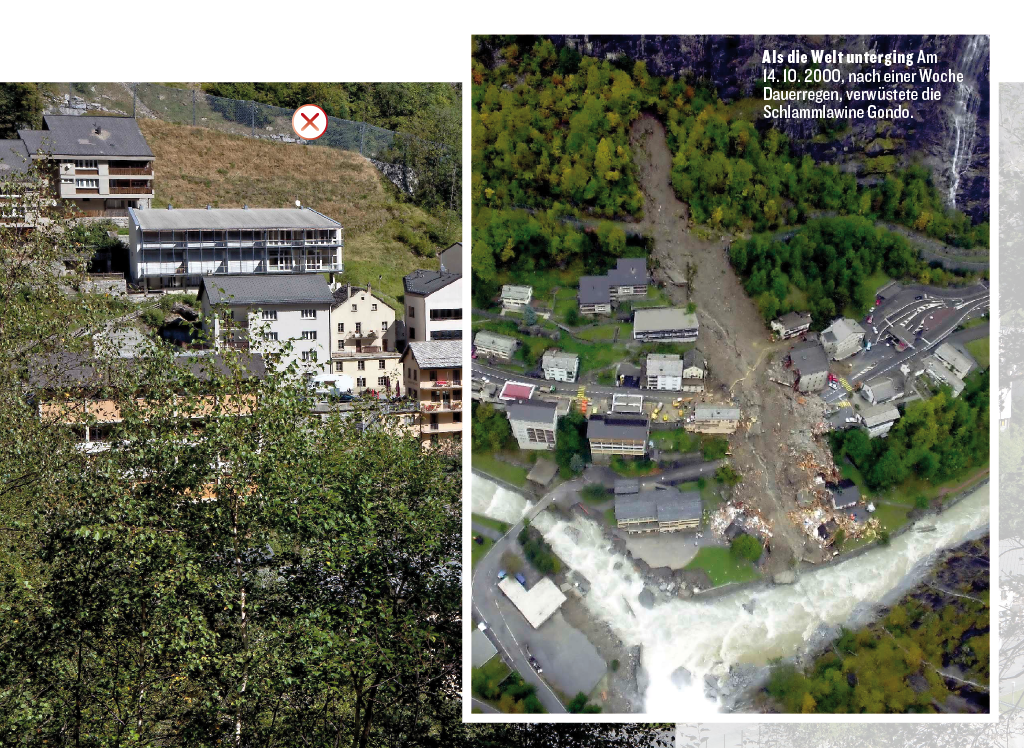 Als die Welt unterging Am
14. 10. 2000, nach einer Woche
Dauerregen, verwüstete die
Schlammlawine Gondo.